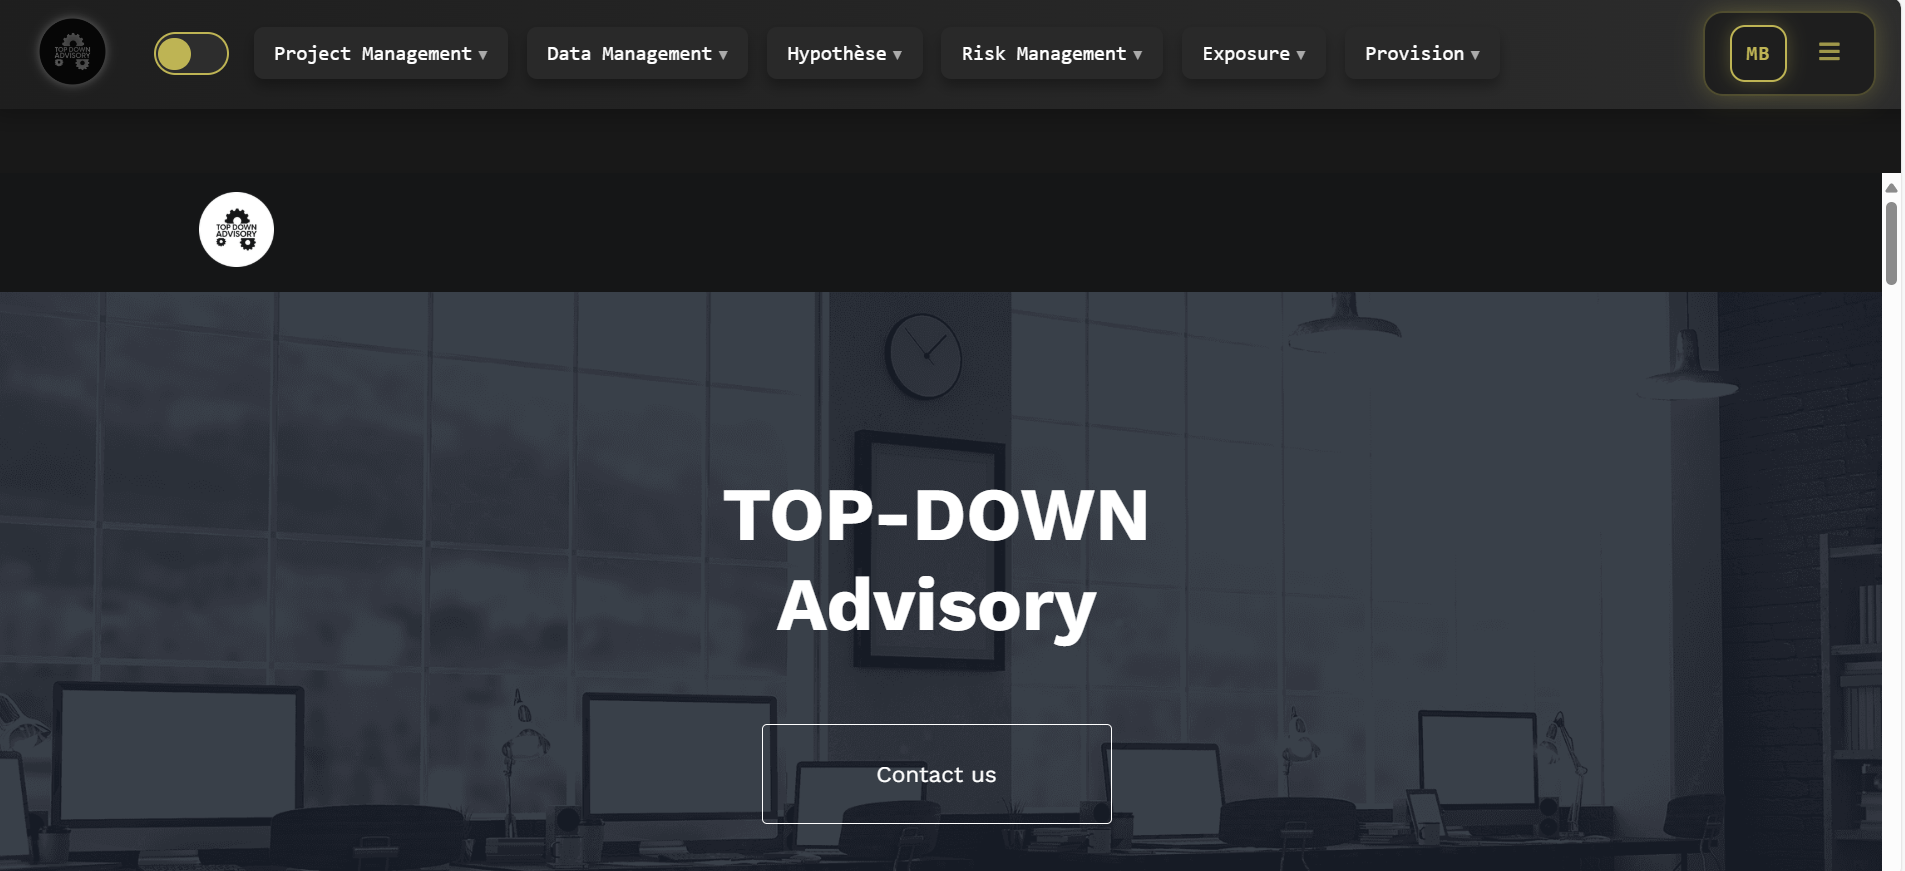 TOP DOWN
ADVISORY
Project Management ▾
Data Management ▾
Hypothèse ▾
Risk Management ▾
Exposure ▾
Provision ▾
MB
TOP DOWN
ADVISORY
TOP-DOWN
Advisory
Contact us